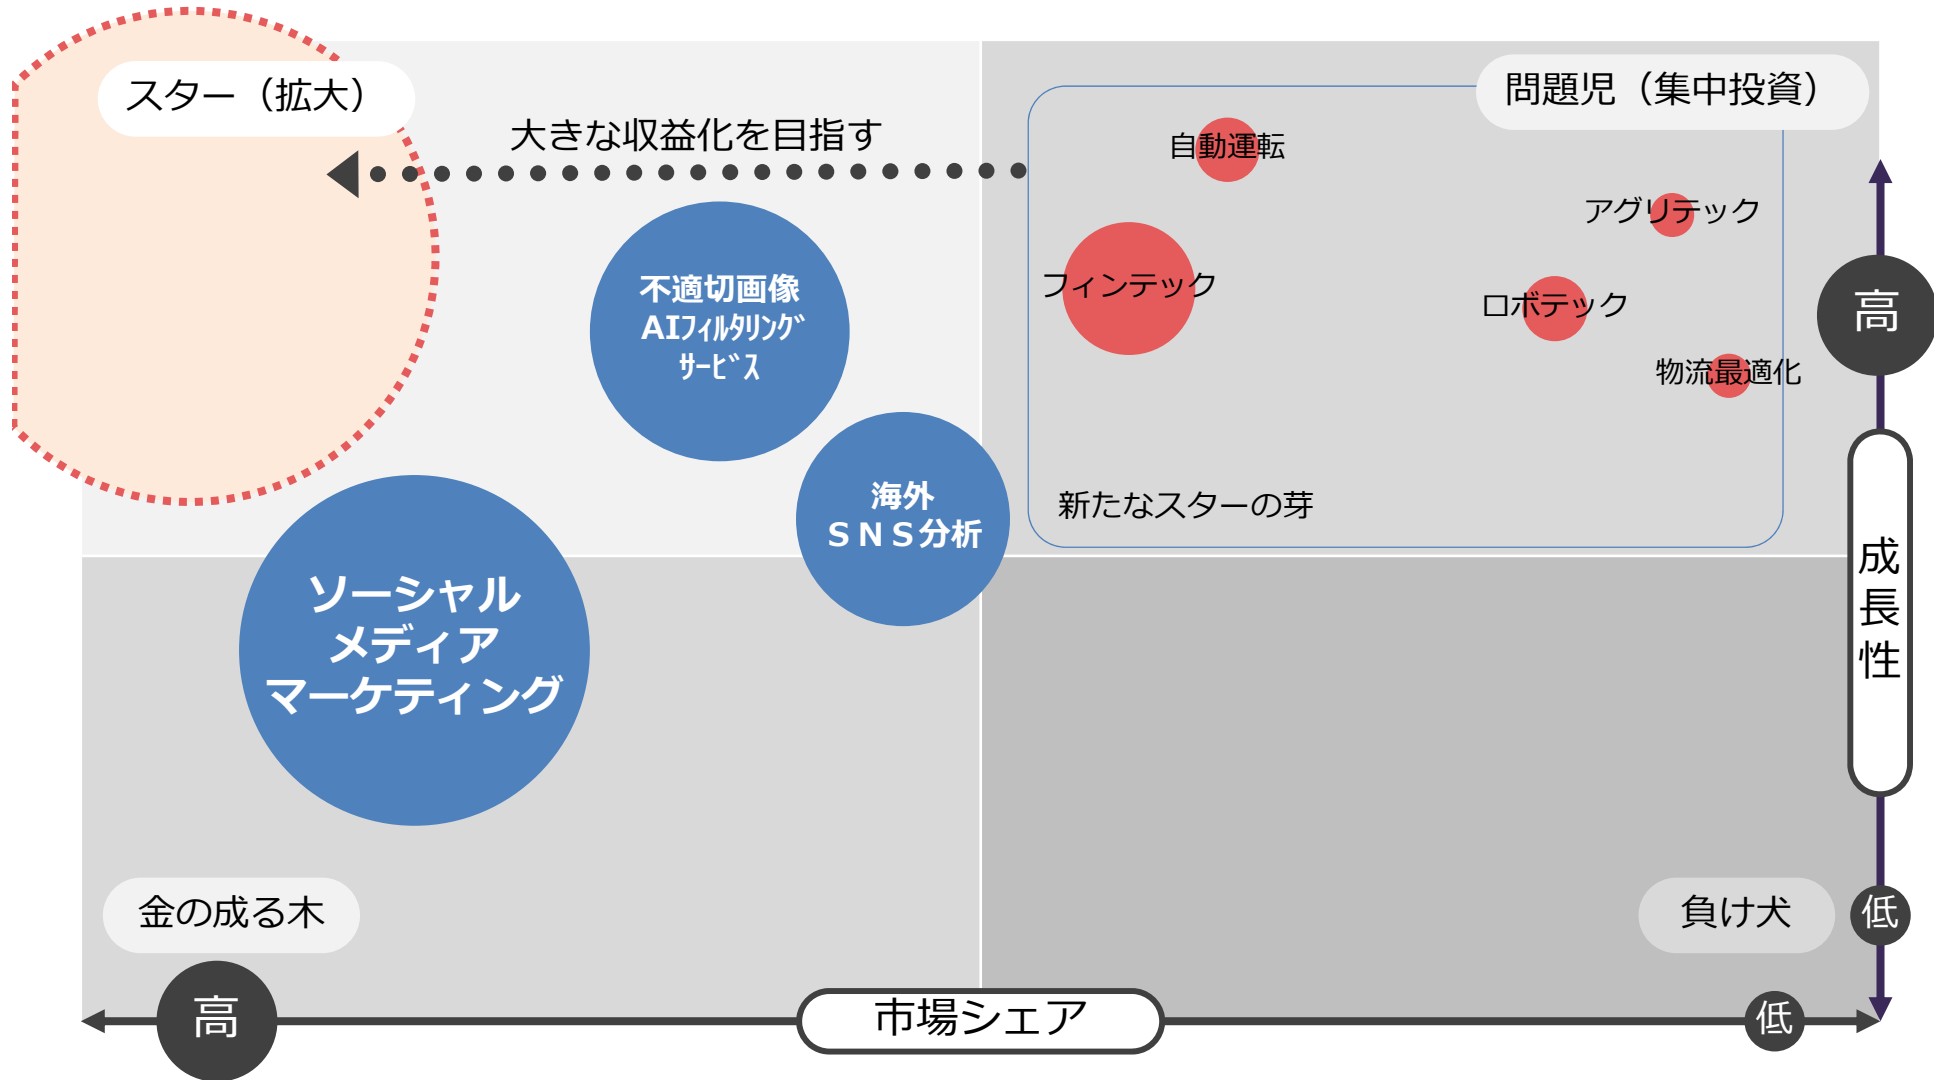 スター（拡大）
問題児（集中投資）
大きな収益化を目指す
自動運転
アグリテック
フィンテック
ロボテック
物流最適化
新たなスターの芽
不適切画像
AIﾌｨﾙﾀﾘﾝｸﾞ
ｻｰﾋﾞｽ
海外
ＳＮＳ分析
ソーシャル
メディア
マーケティング
高
成
長
性
低
金の成る木
負け犬
高
市場シェア
低